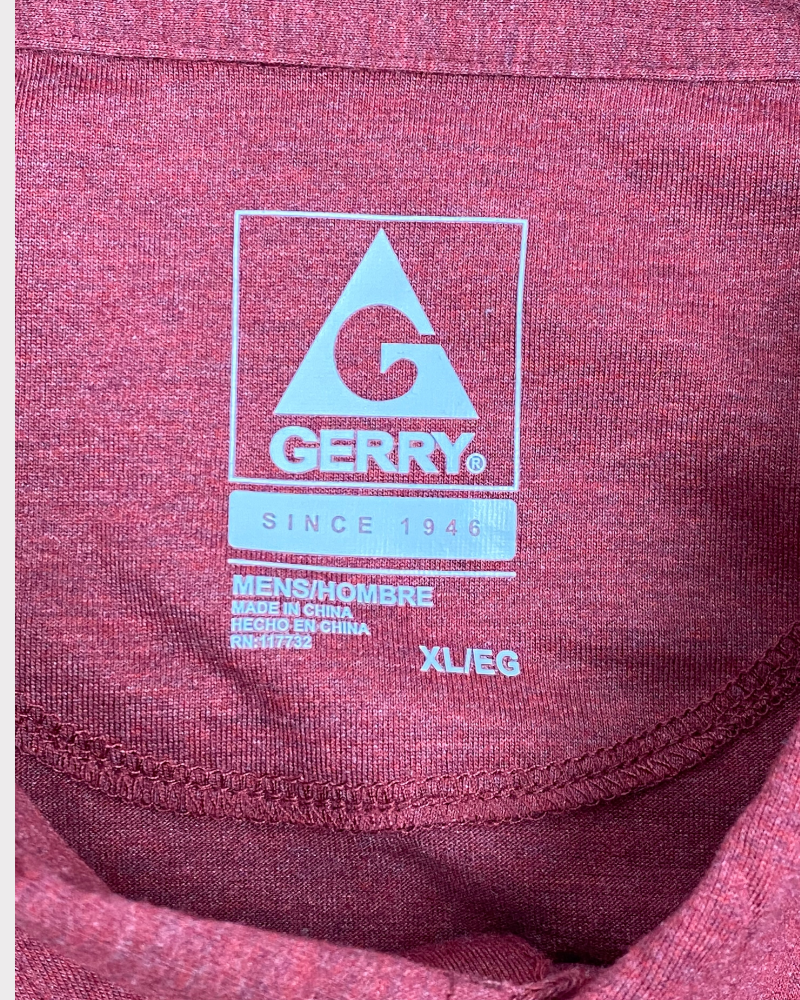 GERRY®
SINCE 1946
MENS/HOMBRE
MADE IN CHINA
HECHO EN CHINA
RN:117732
XL/EG